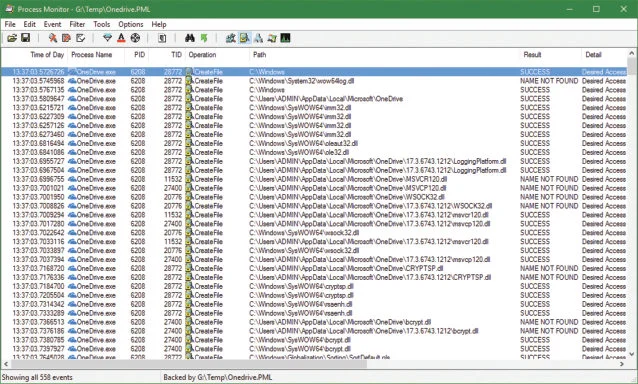 Process Monitor - G:\Temp\Onedrive.PML
File Edit Event Filter Tools Options Help
Time of Day Process Name PID TID Operation Path Result Detail
13:37:03.5726726 OneDrive.exe 6208 28772 CreateFile C:\Windows SUCCESS Desired Access
13:37:03.5745968 OneDrive.exe 6208 28772 CreateFile C:\Windows\System32\wow64log.dll NAME NOT FOUND Desired Access
13:37:03.5767135 OneDrive.exe 6208 28772 CreateFile C:\Windows SUCCESS Desired Access
13:37:03.5809647 OneDrive.exe 6208 28772 CreateFile C:\Users\ADMIN\AppData\Local\Microsoft\OneDrive SUCCESS Desired Access
13:37:03.6215721 OneDrive.exe 6208 28772 CreateFile C:\Windows\SysWOW64\imm32.dll SUCCESS Desired Access
13:37:03.6227309 OneDrive.exe 6208 28772 CreateFile C:\Windows\SysWOW64\imm32.dll SUCCESS Desired Access
13:37:03.6257126 OneDrive.exe 6208 28772 CreateFile C:\Windows\SysWOW64\imm32.dll SUCCESS Desired Access
13:37:03.6273460 OneDrive.exe 6208 28772 CreateFile C:\Windows\SysWOW64\imm32.dll SUCCESS Desired Access
13:37:03.6816494 OneDrive.exe 6208 28772 CreateFile C:\Windows\SysWOW64\oleaut32.dll SUCCESS Desired Access
13:37:03.6841086 OneDrive.exe 6208 28772 CreateFile C:\Windows\SysWOW64\ole32.dll SUCCESS Desired Access
13:37:03.6955727 OneDrive.exe 6208 28772 CreateFile C:\Users\ADMIN\AppData\Local\Microsoft\OneDrive\17.3.6743.1212\LoggingPlatform.dll SUCCESS Desired Access
13:37:03.6967504 OneDrive.exe 6208 28772 CreateFile C:\Users\ADMIN\AppData\Local\Microsoft\OneDrive\17.3.6743.1212\LoggingPlatform.dll SUCCESS Desired Access
13:37:03.6996755 OneDrive.exe 6208 11532 CreateFile C:\Users\ADMIN\AppData\Local\Microsoft\OneDrive\MSVCR120.dll NAME NOT FOUND Desired Access
13:37:03.7001021 OneDrive.exe 6208 27400 CreateFile C:\Users\ADMIN\AppData\Local\Microsoft\OneDrive\MSVCP120.dll NAME NOT FOUND Desired Access
13:37:03.7001950 OneDrive.exe 6208 28772 CreateFile C:\Users\ADMIN\AppData\Local\Microsoft\OneDrive\WSOCK32.dll NAME NOT FOUND Desired Access
13:37:03.7008826 OneDrive.exe 6208 28772 CreateFile C:\Users\ADMIN\AppData\Local\Microsoft\OneDrive\17.3.6743.1212\WSOCK32.dll NAME NOT FOUND Desired Access
13:37:03.7009294 OneDrive.exe 6208 11532 CreateFile C:\Users\ADMIN\AppData\Local\Microsoft\OneDrive\17.3.6743.1212\msvcr120.dll SUCCESS Desired Access
13:37:03.7017280 OneDrive.exe 6208 27400 CreateFile C:\Users\ADMIN\AppData\Local\Microsoft\OneDrive\17.3.6743.1212\msvcp120.dll SUCCESS Desired Access
13:37:03.7022642 OneDrive.exe 6208 28772 CreateFile C:\Windows\SysWOW64\wsock32.dll SUCCESS Desired Access
13:37:03.7033116 OneDrive.exe 6208 11532 CreateFile C:\Users\ADMIN\AppData\Local\Microsoft\OneDrive\17.3.6743.1212\msvcr120.dll SUCCESS Desired Access
13:37:03.7033897 OneDrive.exe 6208 28772 CreateFile C:\Windows\SysWOW64\wsock32.dll SUCCESS Desired Access
13:37:03.7037394 OneDrive.exe 6208 27400 CreateFile C:\Users\ADMIN\AppData\Local\Microsoft\OneDrive\17.3.6743.1212\msvcp120.dll SUCCESS Desired Access
13:37:03.7168720 OneDrive.exe 6208 28772 CreateFile C:\Users\ADMIN\AppData\Local\Microsoft\OneDrive\CRYPTSP.dll NAME NOT FOUND Desired Access
13:37:03.7176336 OneDrive.exe 6208 28772 CreateFile C:\Users\ADMIN\AppData\Local\Microsoft\OneDrive\17.3.6743.1212\CRYPTSP.dll NAME NOT FOUND Desired Access
13:37:03.7184700 OneDrive.exe 6208 28772 CreateFile C:\Windows\SysWOW64\cryptsp.dll SUCCESS Desired Access
13:37:03.7205504 OneDrive.exe 6208 28772 CreateFile C:\Windows\SysWOW64\cryptsp.dll SUCCESS Desired Access
13:37:03.7314342 OneDrive.exe 6208 28772 CreateFile C:\Windows\SysWOW64\rsaenh.dll SUCCESS Desired Access
13:37:03.7333289 OneDrive.exe 6208 28772 CreateFile C:\Windows\SysWOW64\rsaenh.dll SUCCESS Desired Access
13:37:03.7366513 OneDrive.exe 6208 27400 CreateFile C:\Users\ADMIN\AppData\Local\Microsoft\OneDrive\bcrypt.dll NAME NOT FOUND Desired Access
13:37:03.7376186 OneDrive.exe 6208 27400 CreateFile C:\Users\ADMIN\AppData\Local\Microsoft\OneDrive\17.3.6743.1212\bcrypt.dll NAME NOT FOUND Desired Access
13:37:03.7380785 OneDrive.exe 6208 27400 CreateFile C:\Windows\SysWOW64\bcrypt.dll SUCCESS Desired Access
13:37:03.7397927 OneDrive.exe 6208 27400 CreateFile C:\Windows\SysWOW64\bcrypt.dll SUCCESS Desired Access
13:37:03.7645028 OneDrive.exe 6208 28772 CreateFile C:\Windows\Globalization\Sorting\SortDefault.nls SUCCESS Desired Access
Showing all 558 events Backed by G:\Temp\Onedrive.PML